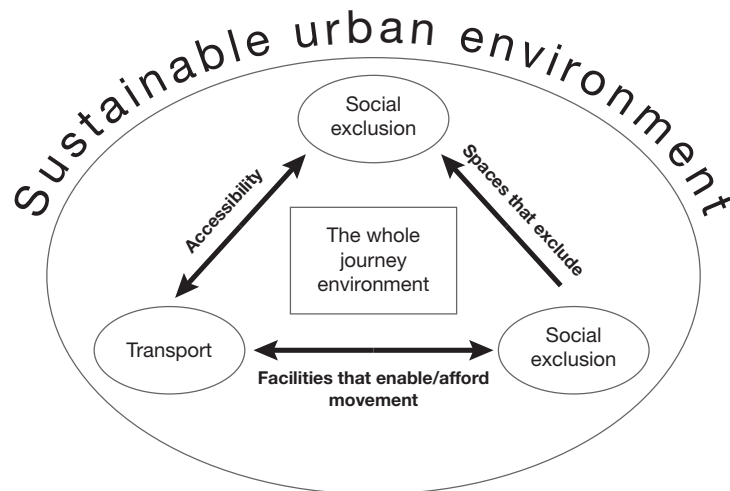 Sustainable urban environment
Social
exclusion
Accessibility
Spaces that exclude
The whole
journey
environment
Transport
Social
exclusion
Facilities that enable/afford
movement